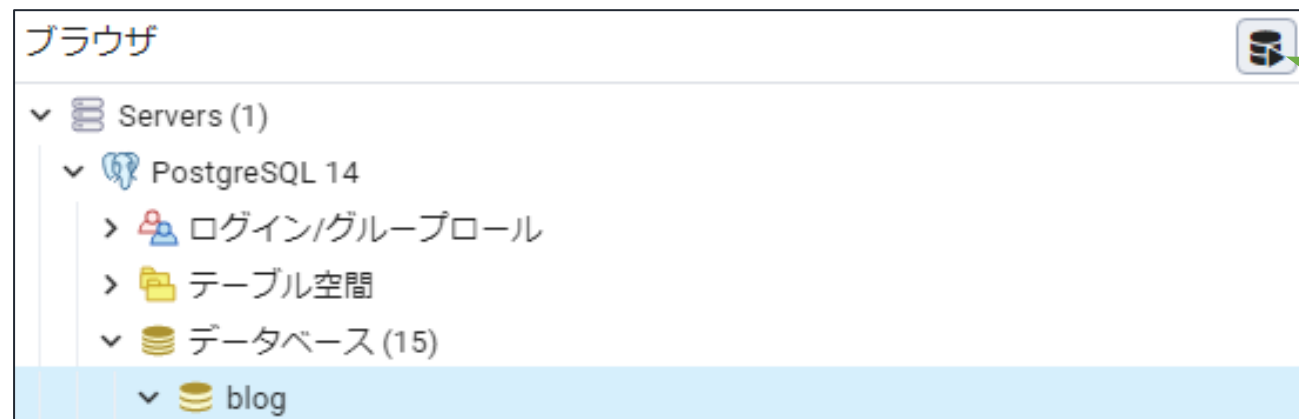 ブラウザ
Servers (1)
PostgreSQL 14
ログイン/グループロール
テーブル空間
データベース (15)
blog